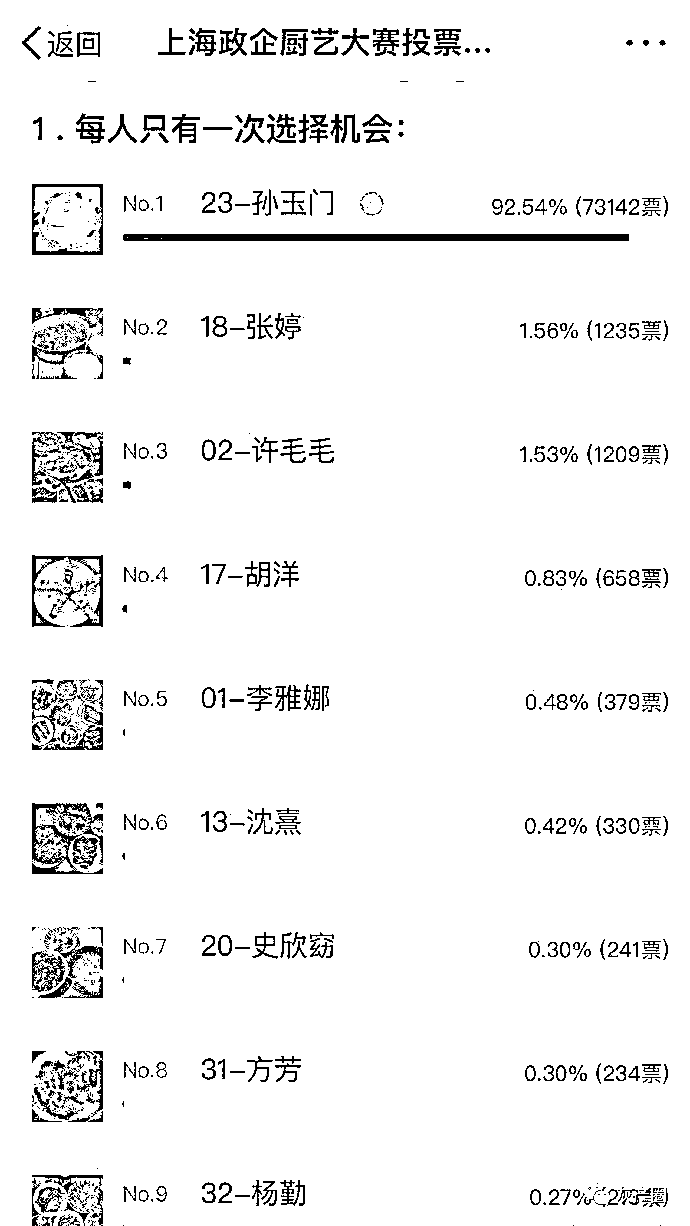 返回 上海政企厨艺大赛投票... ...
1.每人只有一次选择机会：
No.1 23-孙玉门 92.54% (73142票)
No.2 18-张婷 1.56% (1235票)
No.3 02-许毛毛 1.53% (1209票)
No.4 17-胡洋 0.83% (658票)
No.5 01-李雅娜 0.48% (379票)
No.6 13-沈熹 0.42% (330票)
No.7 20-史欣窈 0.30% (241票)
No.8 31-方芳 0.30% (234票)
No.9 32-杨勤 0.27%